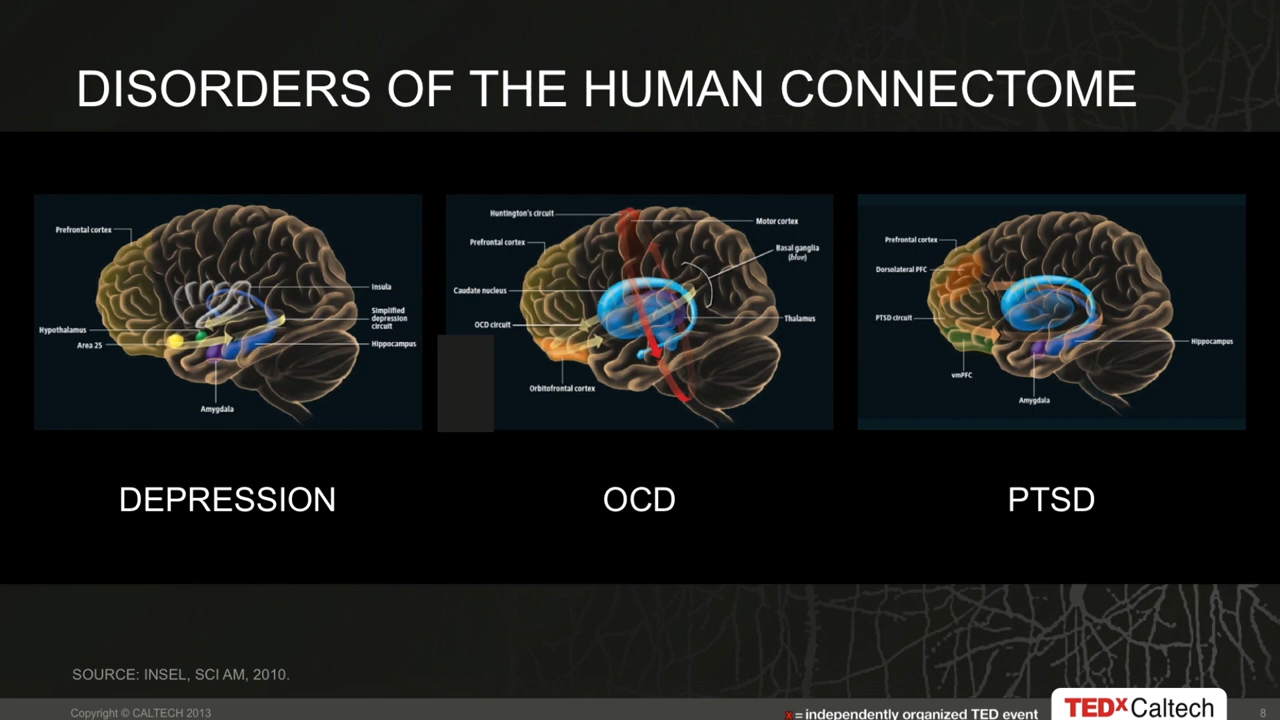 DISORDERS OF THE HUMAN CONNECTOME
Prefrontal cortex
Insula
Simplified
depression
circuit
Hypothalamus
Area 25
Hippocampus
Amygdala
Huntington's circuit
Motor cortex
Prefrontal cortex
Basal ganglia
(blue)
Caudate nucleus
Thalamus
OCD circuit
Orbitofrontal cortex
Prefrontal cortex
Dorsolateral PFC
PTSD circuit
Hippocampus
vmPFC
Amygdala
DEPRESSION
OCD
PTSD
SOURCE: INSEL, SCI AM, 2010.
Copyright © CALTECH 2013
x = independently organized TED event
TEDxCaltech
8